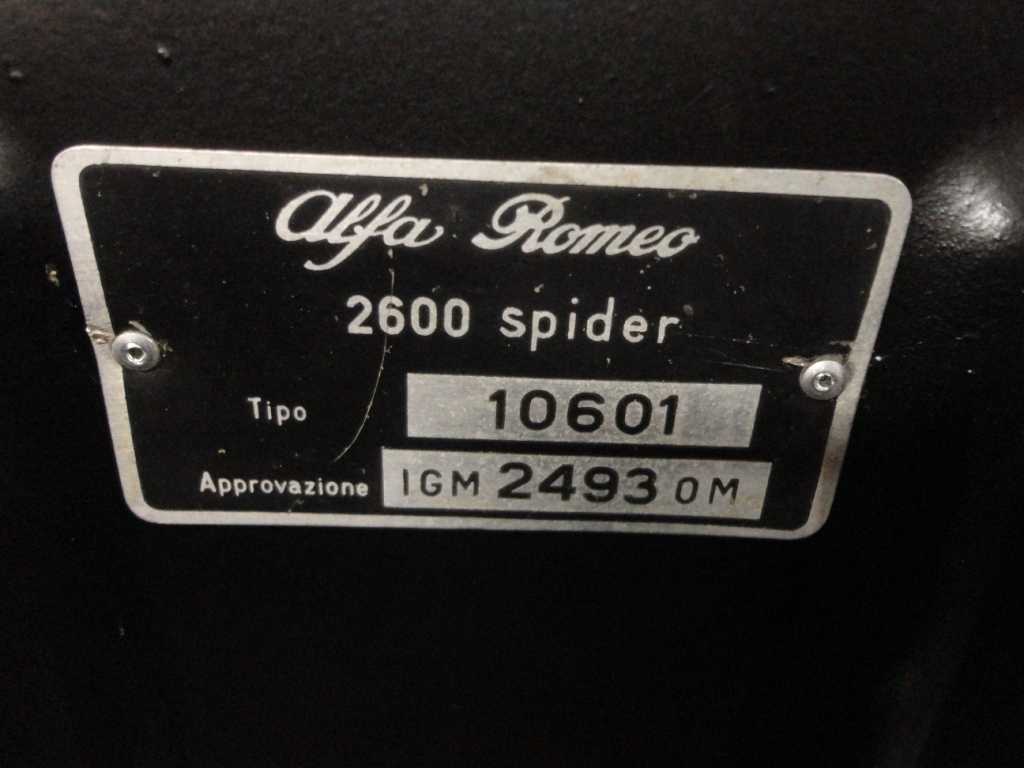 Alfa Romeo
2600 spider
Tipo 10601
Approvazione IGM 2493 OM